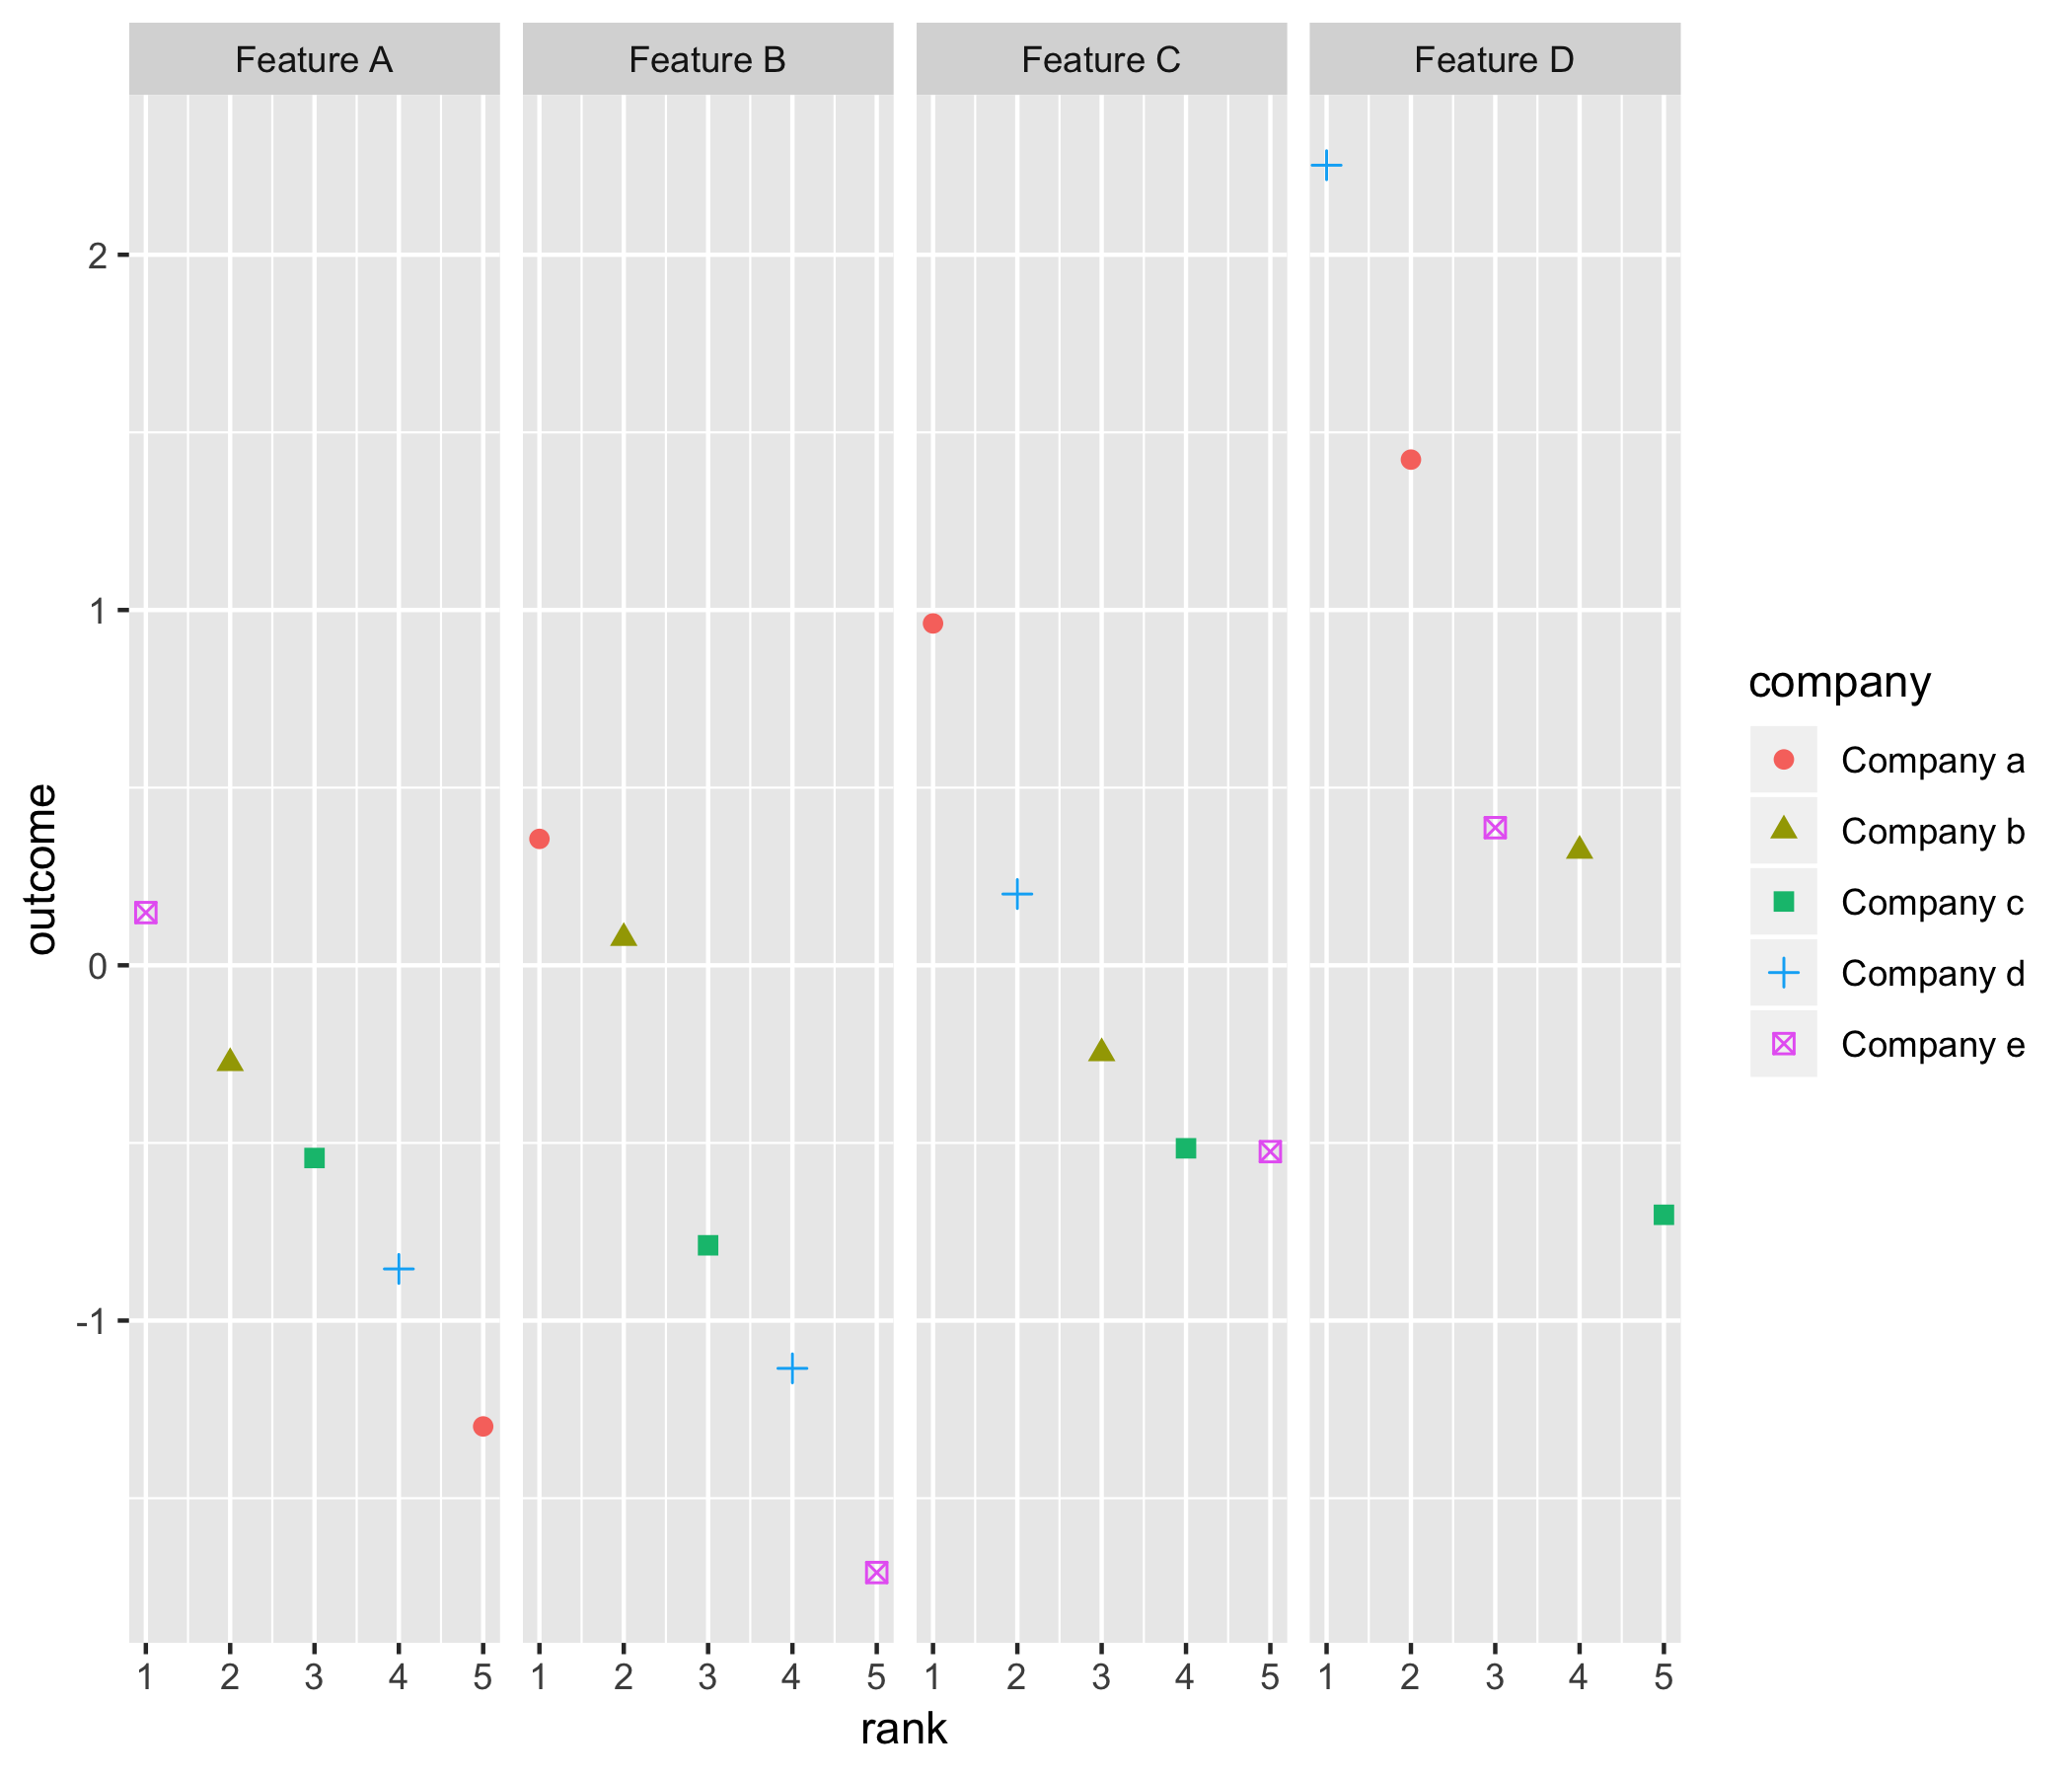 Feature A Feature B Feature C Feature D
2
1
0
-1
outcome
1 2 3 4 5 1 2 3 4 5 1 2 3 4 5 1 2 3 4 5
rank
company
Company a
Company b
Company c
Company d
Company e